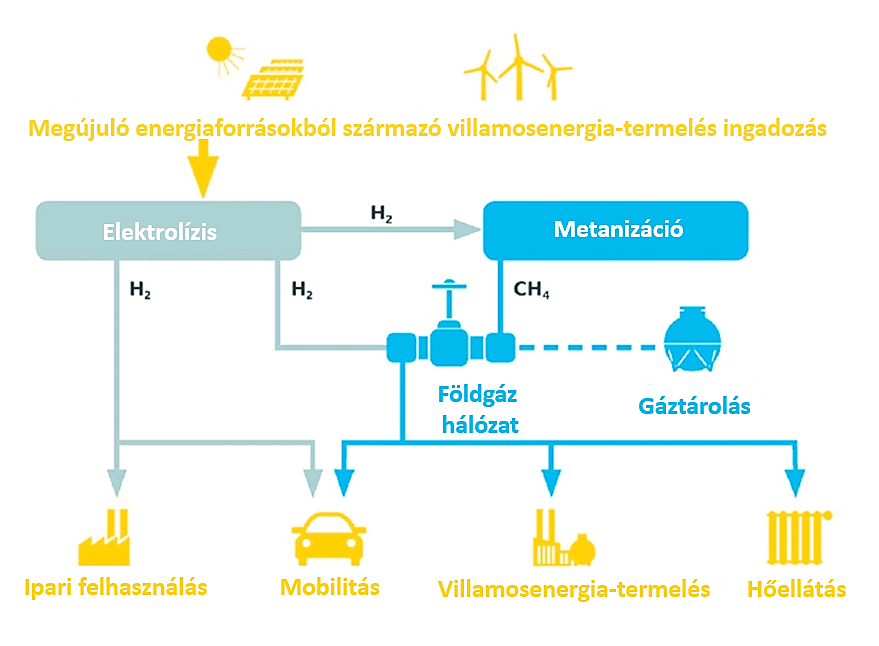 Megújuló energiaforrásokból származó villamosenergia-termelés ingadozás
H₂
Elektrolízis
Metanizáció
H₂
H₂
CH₄
Földgáz
hálózat
Gáztárolás
Ipari felhasználás
Mobilitás
Villamosenergia-termelés
Hőellátás